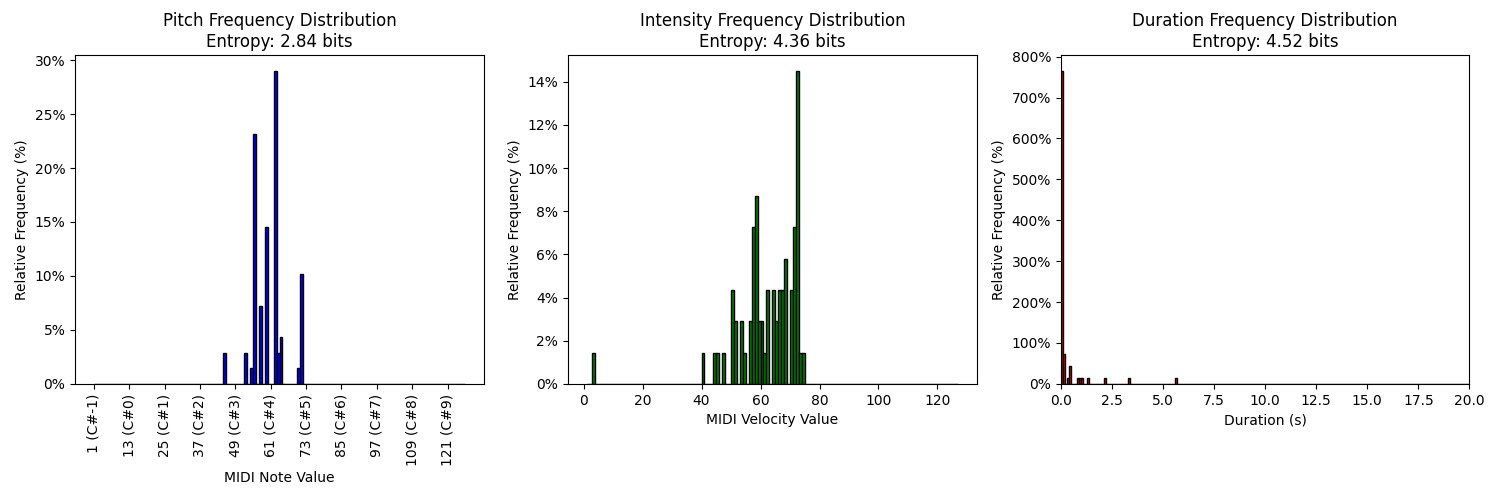 Pitch Frequency Distribution
Entropy: 2.84 bits
30%
25%
20%
15%
10%
5%
0%
Relative Frequency (%)
1 (C#-1)
13 (C#0)
25 (C#1)
37 (C#2)
49 (C#3)
61 (C#4)
73 (C#5)
85 (C#6)
97 (C#7)
109 (C#8)
121 (C#9)
MIDI Note Value
Intensity Frequency Distribution
Entropy: 4.36 bits
14%
12%
10%
8%
6%
4%
2%
0%
Relative Frequency (%)
0 20 40 60 80 100 120
MIDI Velocity Value
Duration Frequency Distribution
Entropy: 4.52 bits
800%
700%
600%
500%
400%
300%
200%
100%
0%
Relative Frequency (%)
0.0 2.5 5.0 7.5 10.0 12.5 15.0 17.5 20.0
Duration (s)